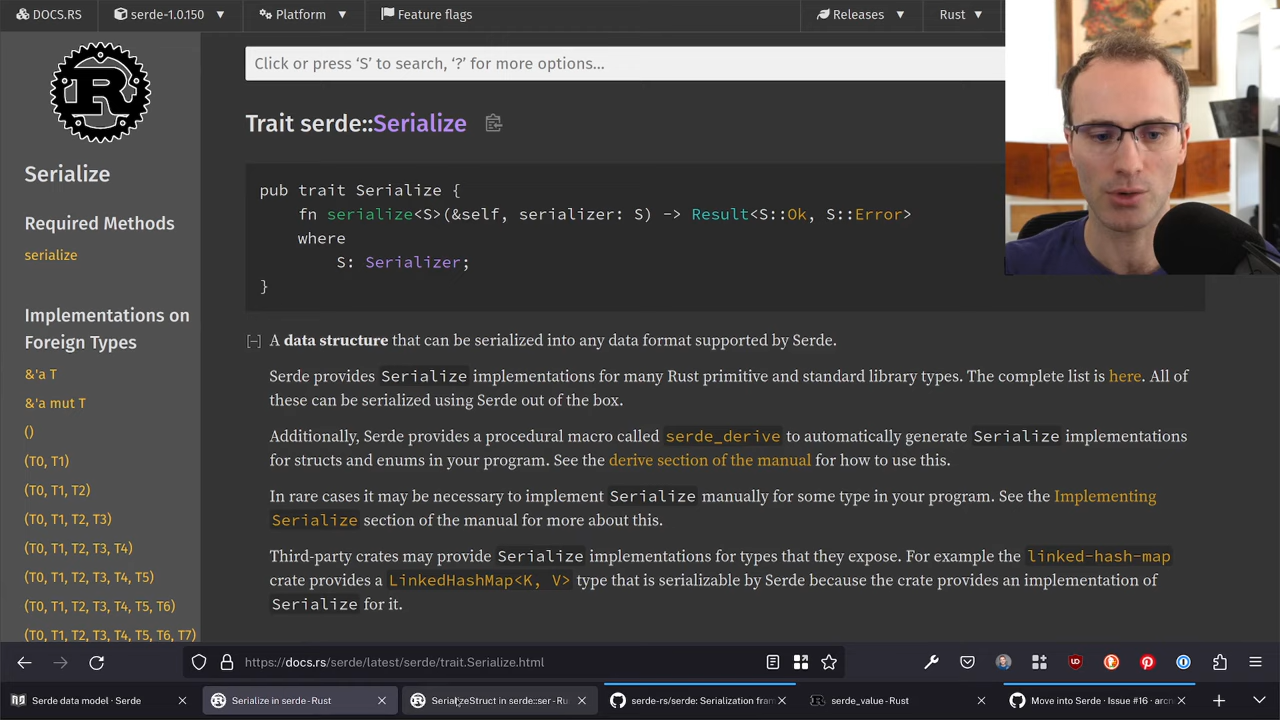 DOCS.RS serde-1.0.150 Platform Feature flags Releases Rust
Click or press ‘S’ to search, ‘?’ for more options…
Serialize
Required Methods
serialize
Implementations on
Foreign Types
&'a T
&'a mut T
()
(T0, T1)
(T0, T1, T2)
(T0, T1, T2, T3)
(T0, T1, T2, T3, T4)
(T0, T1, T2, T3, T4, T5)
(T0, T1, T2, T3, T4, T5, T6)
(T0, T1, T2, T3, T4, T5, T6, T7)
Trait serde::Serialize
pub trait Serialize {
fn serialize<S>(&self, serializer: S) -> Result<S::Ok, S::Error>
where
S: Serializer;
}
[−] A data structure that can be serialized into any data format supported by Serde.
Serde provides Serialize implementations for many Rust primitive and standard library types. The complete list is here. All of
these can be serialized using Serde out of the box.
Additionally, Serde provides a procedural macro called serde_derive to automatically generate Serialize implementations
for structs and enums in your program. See the derive section of the manual for how to use this.
In rare cases it may be necessary to implement Serialize manually for some type in your program. See the Implementing
Serialize section of the manual for more about this.
Third-party crates may provide Serialize implementations for types that they expose. For example the linked-hash-map
crate provides a LinkedHashMap<K, V> type that is serializable by Serde because the crate provides an implementation of
Serialize for it.
https://docs.rs/serde/latest/serde/trait.Serialize.html
Serde data model · Serde Serialize in serde - Rust SerializeStruct in serde::ser - Ru serde-rs/serde: Serialization fram serde_value - Rust Move into Serde · Issue #16 · arcn